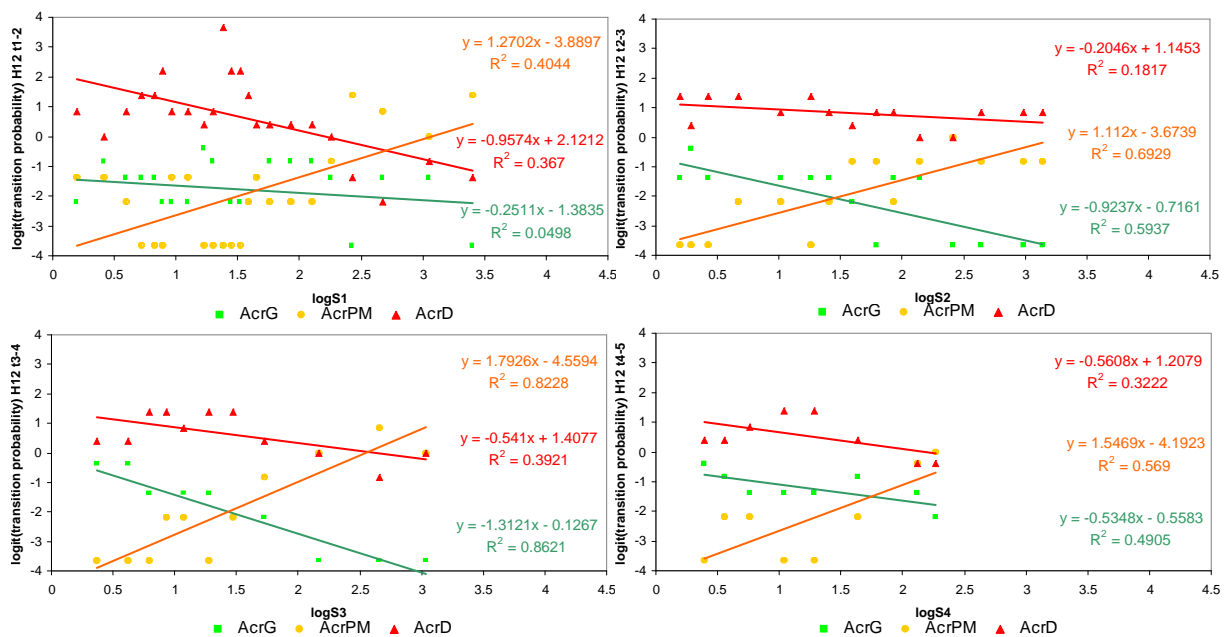 logit(transition probability) H12 t1-2
4
3
2
1
0
-1
-2
-3
-4
y = 1.2702x - 3.8897
R² = 0.4044
y = -0.9574x + 2.1212
R² = 0.367
y = -0.2511x - 1.3835
R² = 0.0498
0 0.5 1 1.5 2 2.5 3 3.5 4 4.5
logS1
AcrG AcrPM AcrD
logit(transition probability) H12 t2-3
4
3
2
1
0
-1
-2
-3
-4
y = -0.2046x + 1.1453
R² = 0.1817
y = 1.112x - 3.6739
R² = 0.6929
y = -0.9237x - 0.7161
R² = 0.5937
0 0.5 1 1.5 2 2.5 3 3.5 4 4.5
logS2
AcrG AcrPM AcrD
logit(transition probability) H12 t3-4
4
3
2
1
0
-1
-2
-3
-4
y = 1.7926x - 4.5594
R² = 0.8228
y = -0.541x + 1.4077
R² = 0.3921
y = -1.3121x - 0.1267
R² = 0.8621
0 0.5 1 1.5 2 2.5 3 3.5 4 4.5
logS3
AcrG AcrPM AcrD
logit(transition probability) H12 t4-5
4
3
2
1
0
-1
-2
-3
-4
y = -0.5608x + 1.2079
R² = 0.3222
y = 1.5469x - 4.1923
R² = 0.569
y = -0.5348x - 0.5583
R² = 0.4905
0 0.5 1 1.5 2 2.5 3 3.5 4 4.5
logS4
AcrG AcrPM AcrD